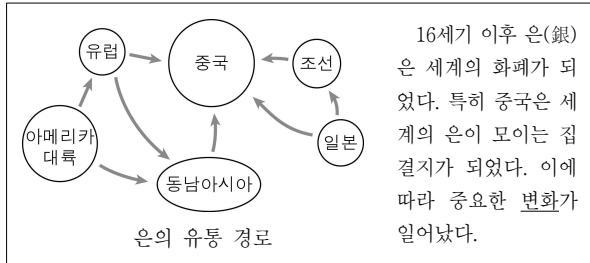 유럽
중국
조선
아메리카
대륙
일본
동남아시아
은의 유통 경로
16세기 이후 은(銀)
은 세계의 화폐가 되
었다. 특히 중국은 세
계의 은이 모이는 집
결지가 되었다. 이에
따라 중요한 변화가
일어났다.